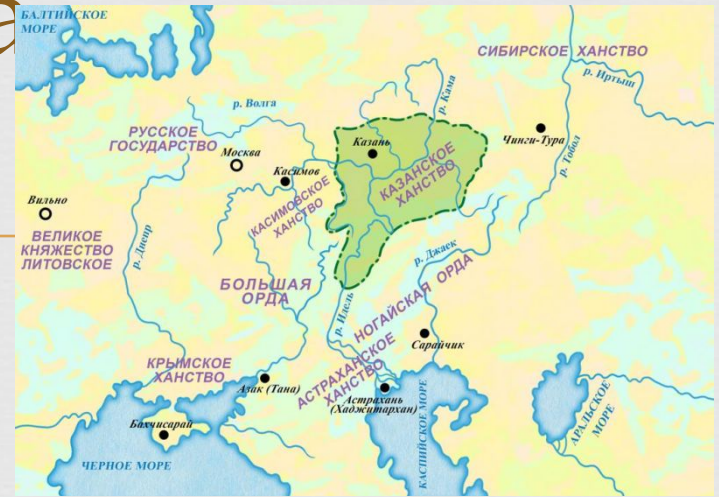 БАЛТИЙСКОЕ
МОРЕ
СИБИРСКОЕ ХАНСТВО
р. Иртыш
р. Волга
р. Кама
РУССКОЕ
ГОСУДАРСТВО
Москва
Казань
Чинги-Тура
р. Тобол
Касимов
КАЗАНСКОЕ
ХАНСТВО
Вильно
КАСИМОВСКОЕ
ХАНСТВО
ВЕЛИКОЕ
КНЯЖЕСТВО
ЛИТОВСКОЕ
р. Днепр
р. Джаек
БОЛЬШАЯ
ОРДА
р. Идель
НОГАЙСКАЯ ОРДА
Сарайчик
КРЫМСКОЕ
ХАНСТВО
АСТРАХАНСКОЕ
ХАНСТВО
Азак (Тана)
Астрахань
(Хаджитархан)
Бахчисарай
КАСПИЙСКОЕ МОРЕ
АРАЛЬСКОЕ
МОРЕ
ЧЕРНОЕ МОРЕ